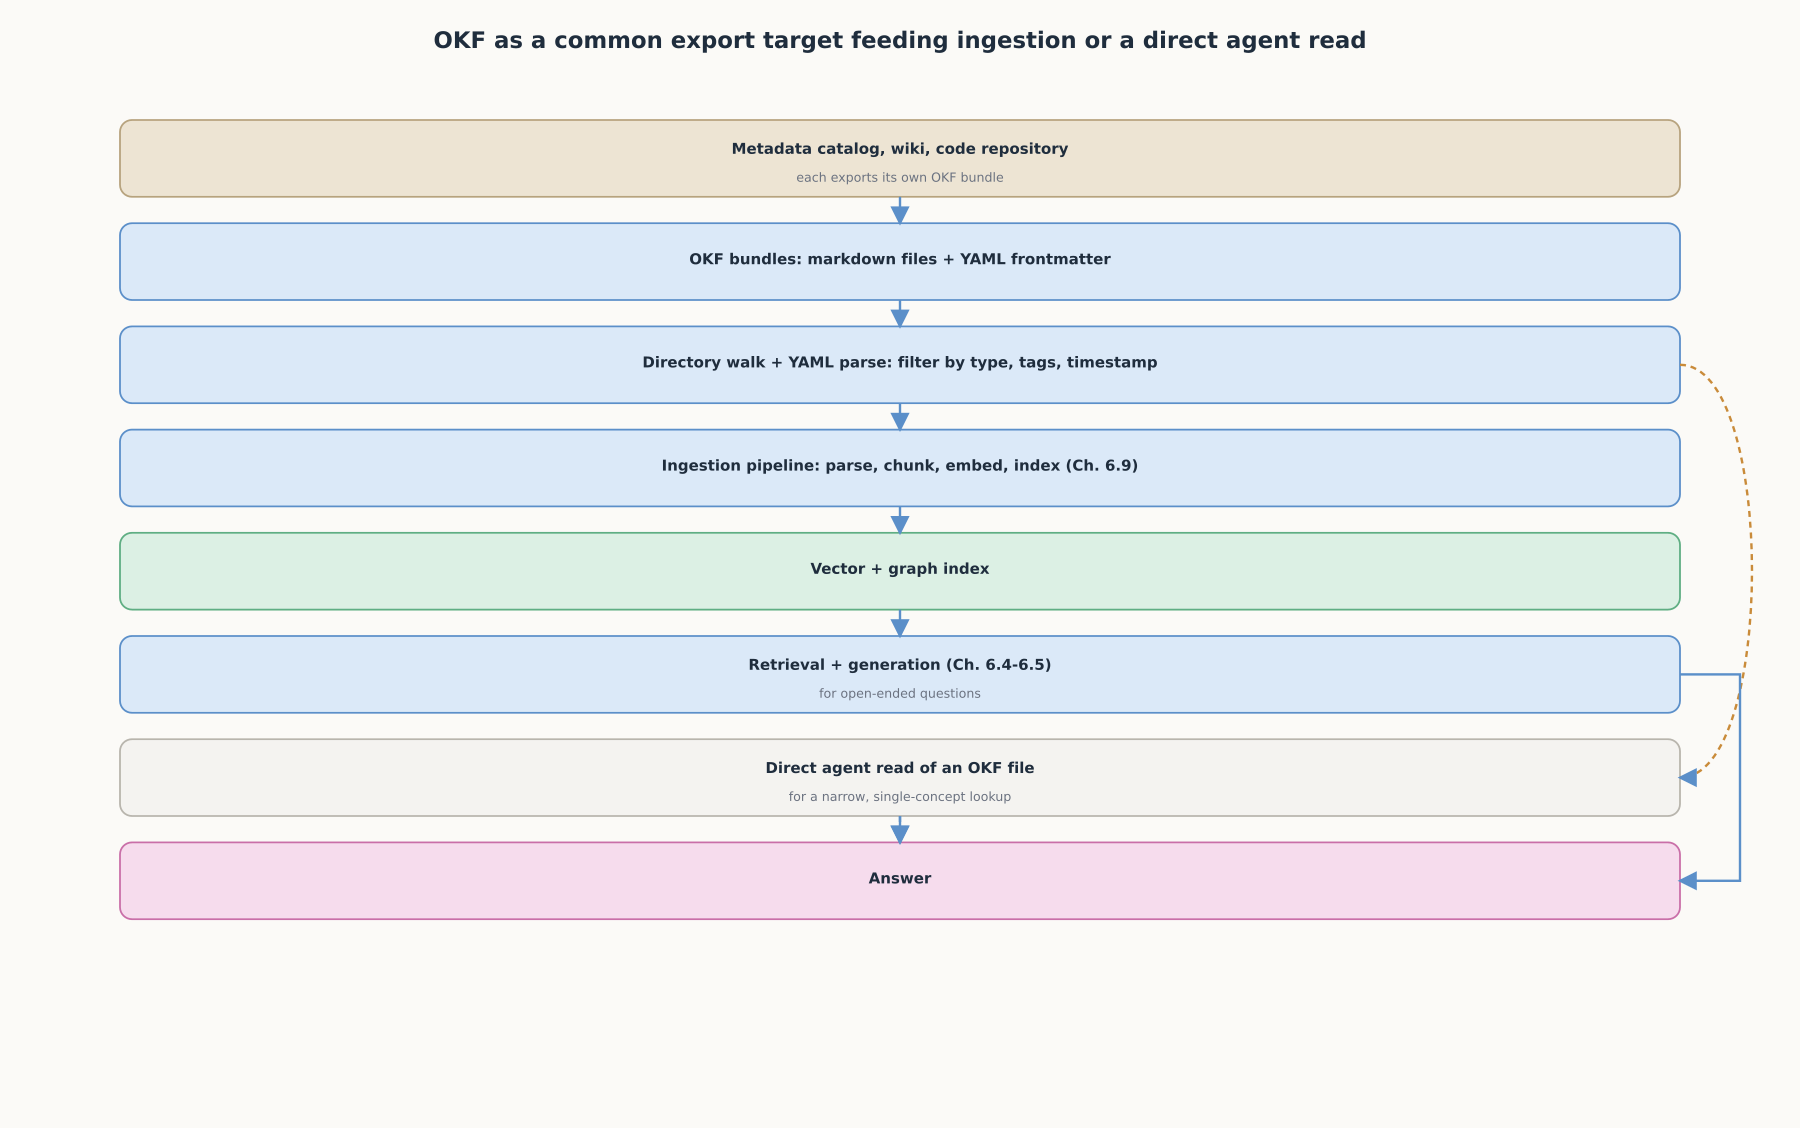 OKF as a common export target feeding ingestion or a direct agent read
Metadata catalog, wiki, code repository
each exports its own OKF bundle
OKF bundles: markdown files + YAML frontmatter
Directory walk + YAML parse: filter by type, tags, timestamp
Ingestion pipeline: parse, chunk, embed, index (Ch. 6.9)
Vector + graph index
Retrieval + generation (Ch. 6.4-6.5)
for open-ended questions
Direct agent read of an OKF file
for a narrow, single-concept lookup
Answer